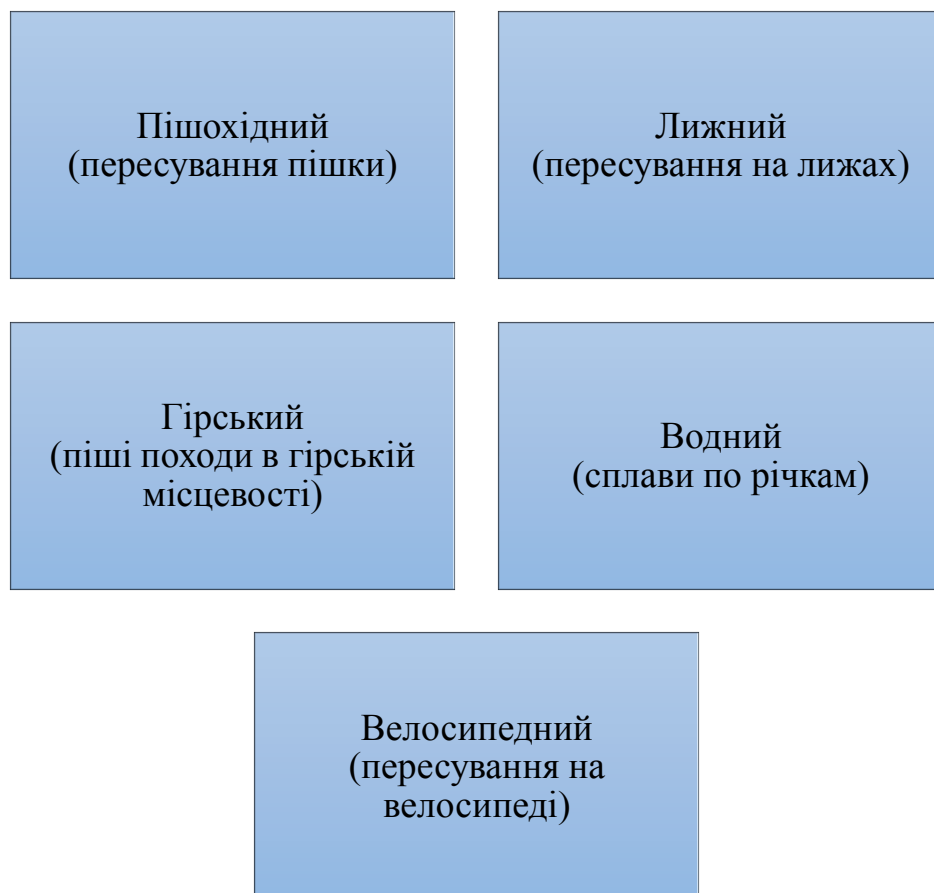 Пішохідний
(пересування пішки)
Лижний
(пересування на лижах)
Гірський
(піші походи в гірській
місцевості)
Водний
(сплави по річкам)
Велосипедний
(пересування на
велосипеді)